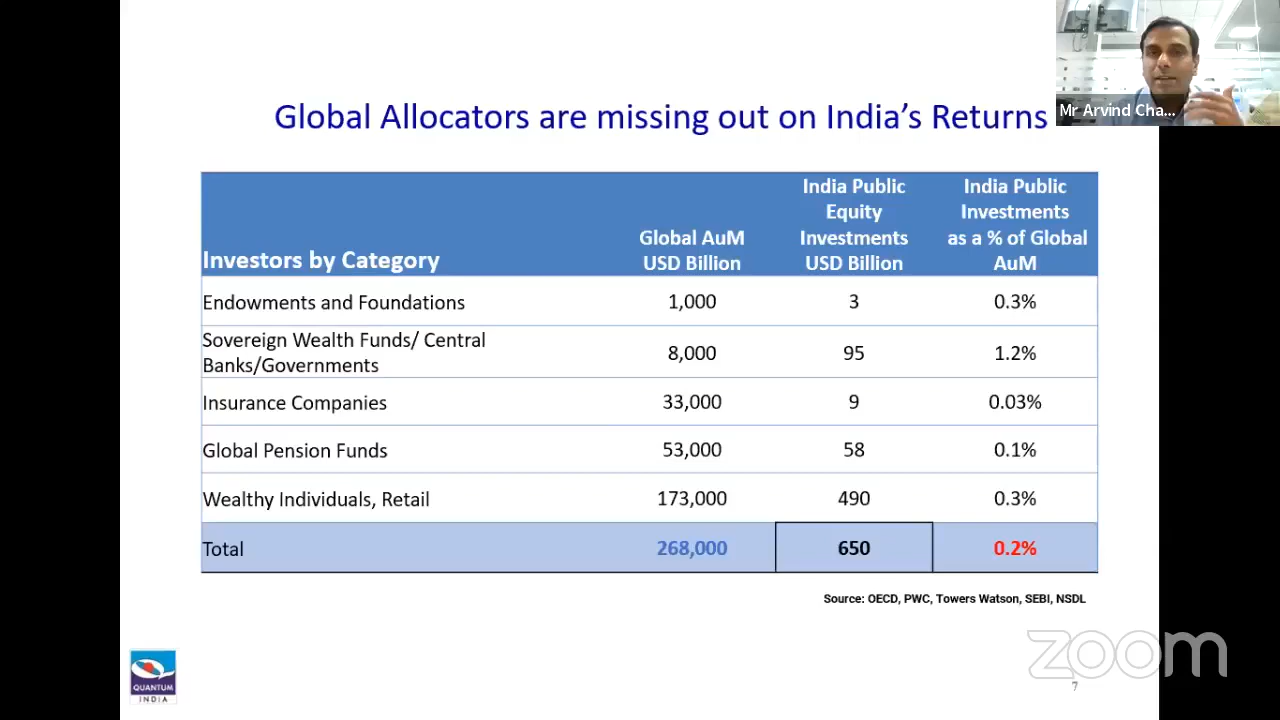 Mr Arvind Cha...
Global Allocators are missing out on India's Returns
Investors by Category
Global AuM
USD Billion
India Public
Equity
Investments
USD Billion
India Public
Investments
as a % of Global
AuM
Endowments and Foundations 1,000 3 0.3%
Sovereign Wealth Funds/ Central
Banks/Governments 8,000 95 1.2%
Insurance Companies 33,000 9 0.03%
Global Pension Funds 53,000 58 0.1%
Wealthy Individuals, Retail 173,000 490 0.3%
Total 268,000 650 0.2%
Source: OECD, PWC, Towers Watson, SEBI, NSDL
QUANTUM
INDIA
zoom
7